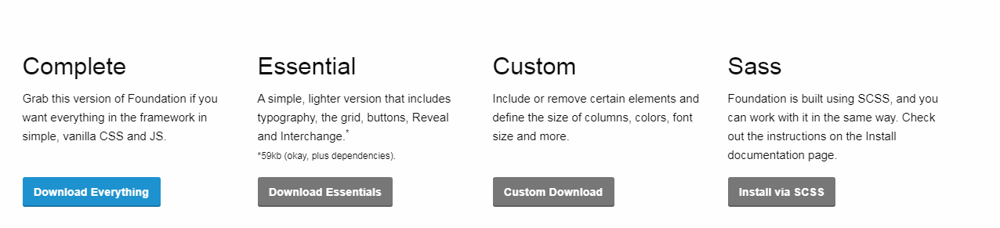 Complete
Grab this version of Foundation if you
want everything in the framework in
simple, vanilla CSS and JS.
Download Everything
Essential
A simple, lighter version that includes
typography, the grid, buttons, Reveal
and Interchange.*
*59kb (okay, plus dependencies).
Download Essentials
Custom
Include or remove certain elements and
define the size of columns, colors, font
size and more.
Custom Download
Sass
Foundation is built using SCSS, and you
can work with it in the same way. Check
out the instructions on the Install
documentation page.
Install via SCSS